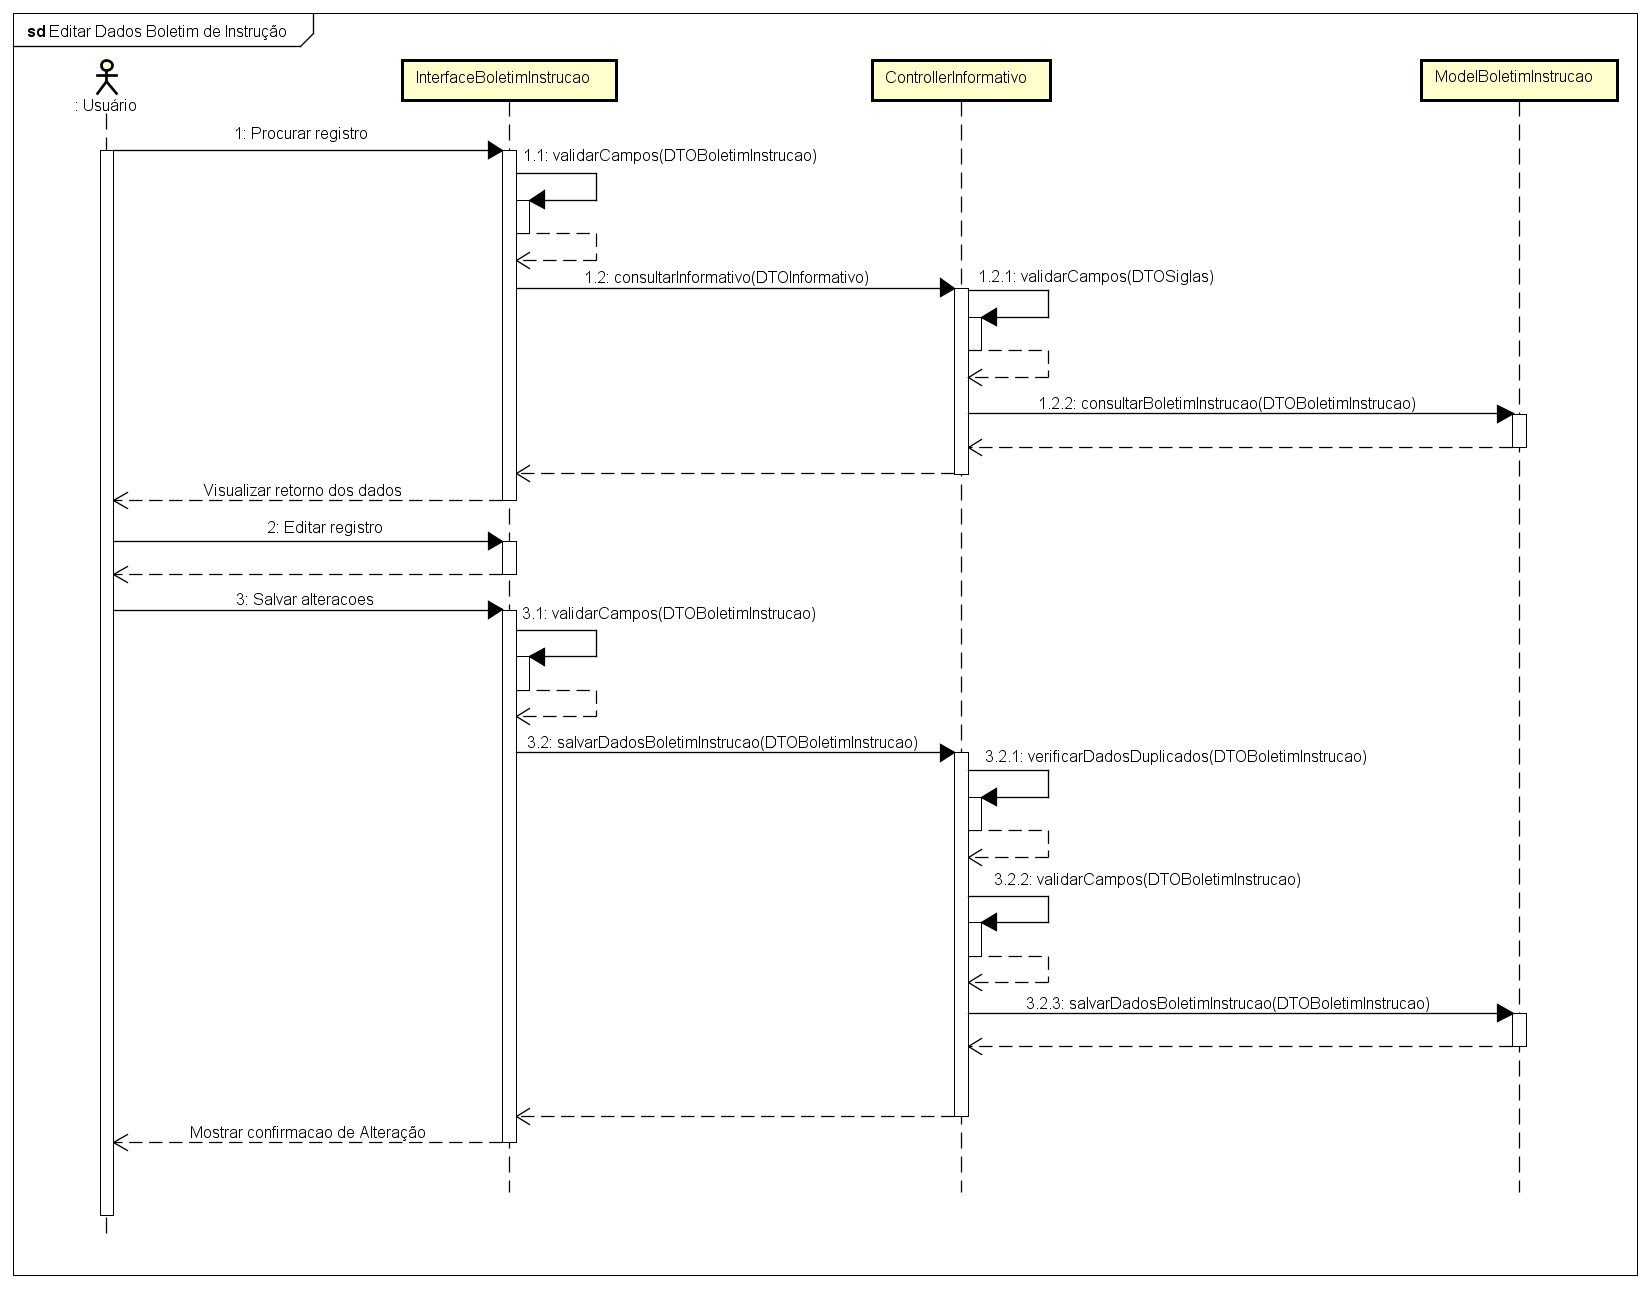 sd Editar Dados Boletim de Instrução
InterfaceBoletimInstrucao
ControllerInformativo
ModelBoletimInstrucao
: Usuário
1: Procurar registro
1.1: validarCampos(DTOBoletimInstrucao)
1.2: consultarInformativo(DTOInformativo)
1.2.1: validarCampos(DTOSiglas)
1.2.2: consultarBoletimInstrucao(DTOBoletimInstrucao)
Visualizar retorno dos dados
2: Editar registro
3: Salvar alteracoes
3.1: validarCampos(DTOBoletimInstrucao)
3.2: salvarDadosBoletimInstrucao(DTOBoletimInstrucao)
3.2.1: verificarDadosDuplicados(DTOBoletimInstrucao)
3.2.2: validarCampos(DTOBoletimInstrucao)
3.2.3: salvarDadosBoletimInstrucao(DTOBoletimInstrucao)
Mostrar confirmacao de Alteração